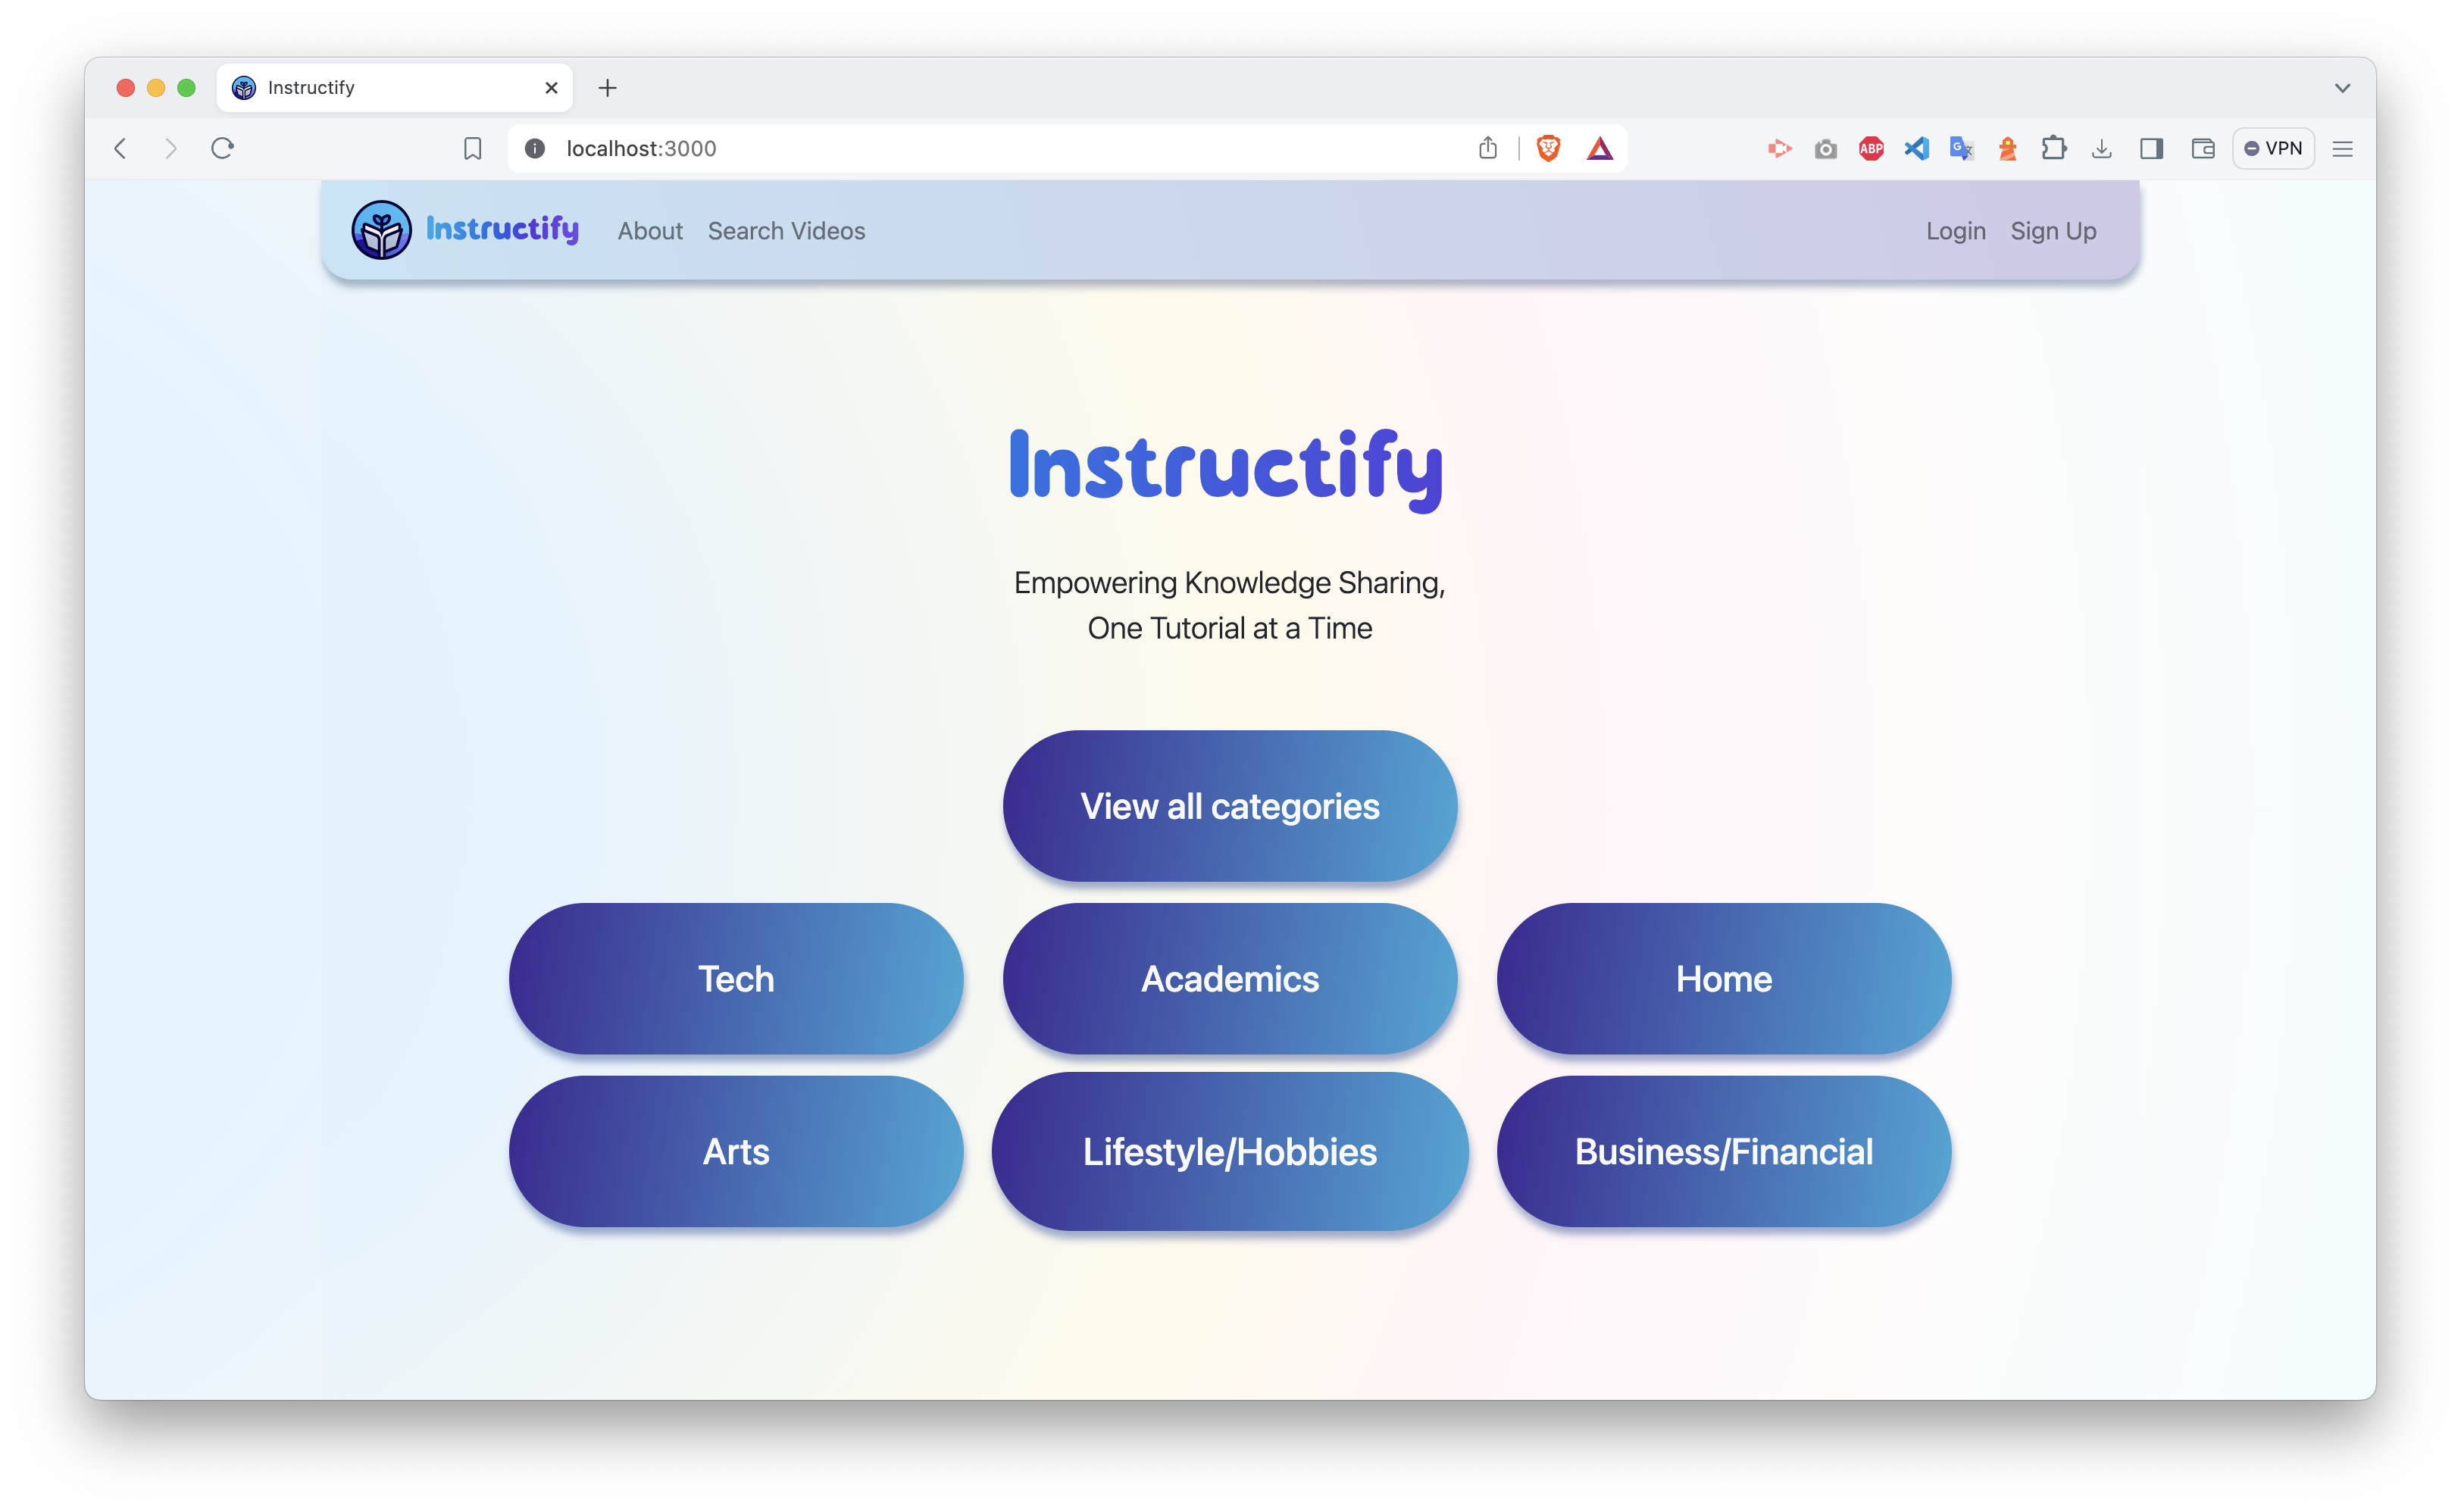 Instructify
localhost:3000
ABP
G
VPN
Instructify About Search Videos Login Sign Up
Instructify
Empowering Knowledge Sharing,
One Tutorial at a Time
View all categories
Tech Academics Home
Arts Lifestyle/Hobbies Business/Financial